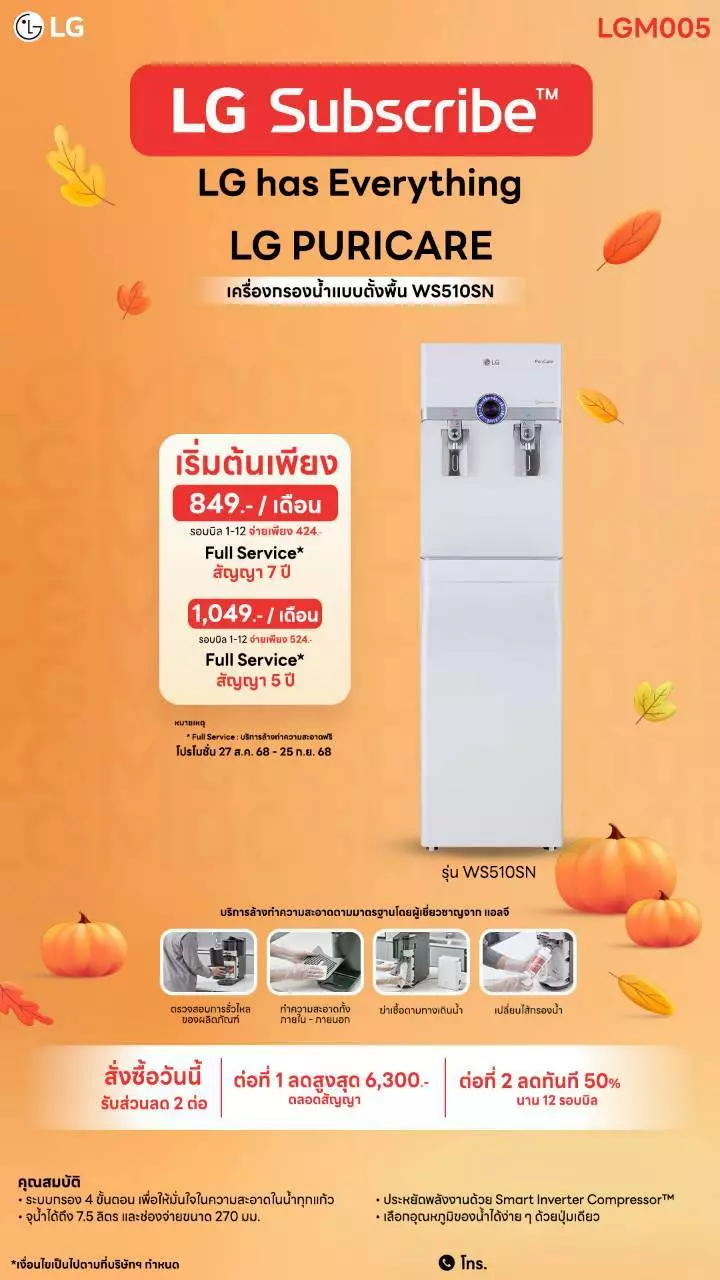 LG
LGM005
LG Subscribe™
LG has Everything
LG PURICARE
เครื่องกรองน้ำแบบตั้งพื้น WS510SN
LG
PuriCare
เริ่มต้นเพียง
849.- / เดือน
รอบบิล 1-12 จ่ายเพียง 424.-
Full Service*
สัญญา 7 ปี
1,049.- / เดือน
รอบบิล 1-12 จ่ายเพียง 524.-
Full Service*
สัญญา 5 ปี
หมายเหตุ
* Full Service : บริการล้างทำความสะอาดฟรี
โปรโมชั่น 27 ส.ค. 68 - 25 ก.ย. 68
รุ่น WS510SN
บริการล้างทำความสะอาดตามมาตรฐานโดยผู้เชี่ยวชาญจาก แอลจี
ตรวจสอบการรั่วไหล
ของผลิตภัณฑ์
ทำความสะอาดทั้ง
ภายใน - ภายนอก
ฆ่าเชื้อตามทางเดินน้ำ
เปลี่ยนไส้กรองน้ำ
สั่งซื้อวันนี้
รับส่วนลด 2 ต่อ
ต่อที่ 1 ลดสูงสุด 6,300.-
ตลอดสัญญา
ต่อที่ 2 ลดทันที 50%
นาน 12 รอบบิล
คุณสมบัติ
• ระบบกรอง 4 ขั้นตอน เพื่อให้มั่นใจในความสะอาดในน้ำทุกแก้ว
• จุน้ำได้ถึง 7.5 ลิตร และช่องจ่ายขนาด 270 มม.
• ประหยัดพลังงานด้วย Smart Inverter Compressor™
• เลือกอุณหภูมิของน้ำได้ง่าย ๆ ด้วยปุ่มเดียว
*เงื่อนไขเป็นไปตามที่บริษัทฯ กำหนด
โทร.